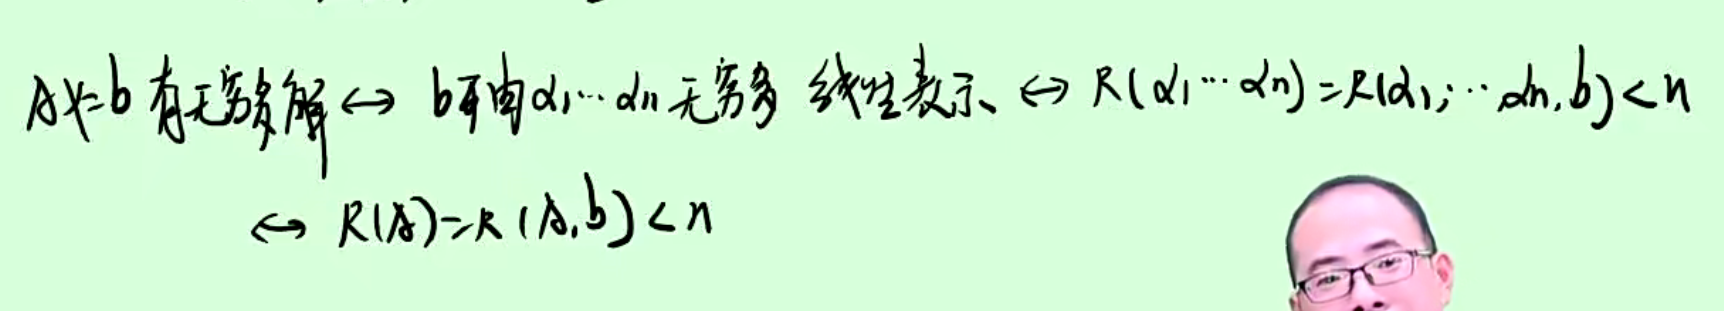 Ax=b 有无穷多解 ↔ b可由α₁…αₙ 无穷多 线性表示、 ↔ R(α₁…αₙ)=R(α₁,…,αₙ,b)<n
↔ R(A)=R(A,b)<n